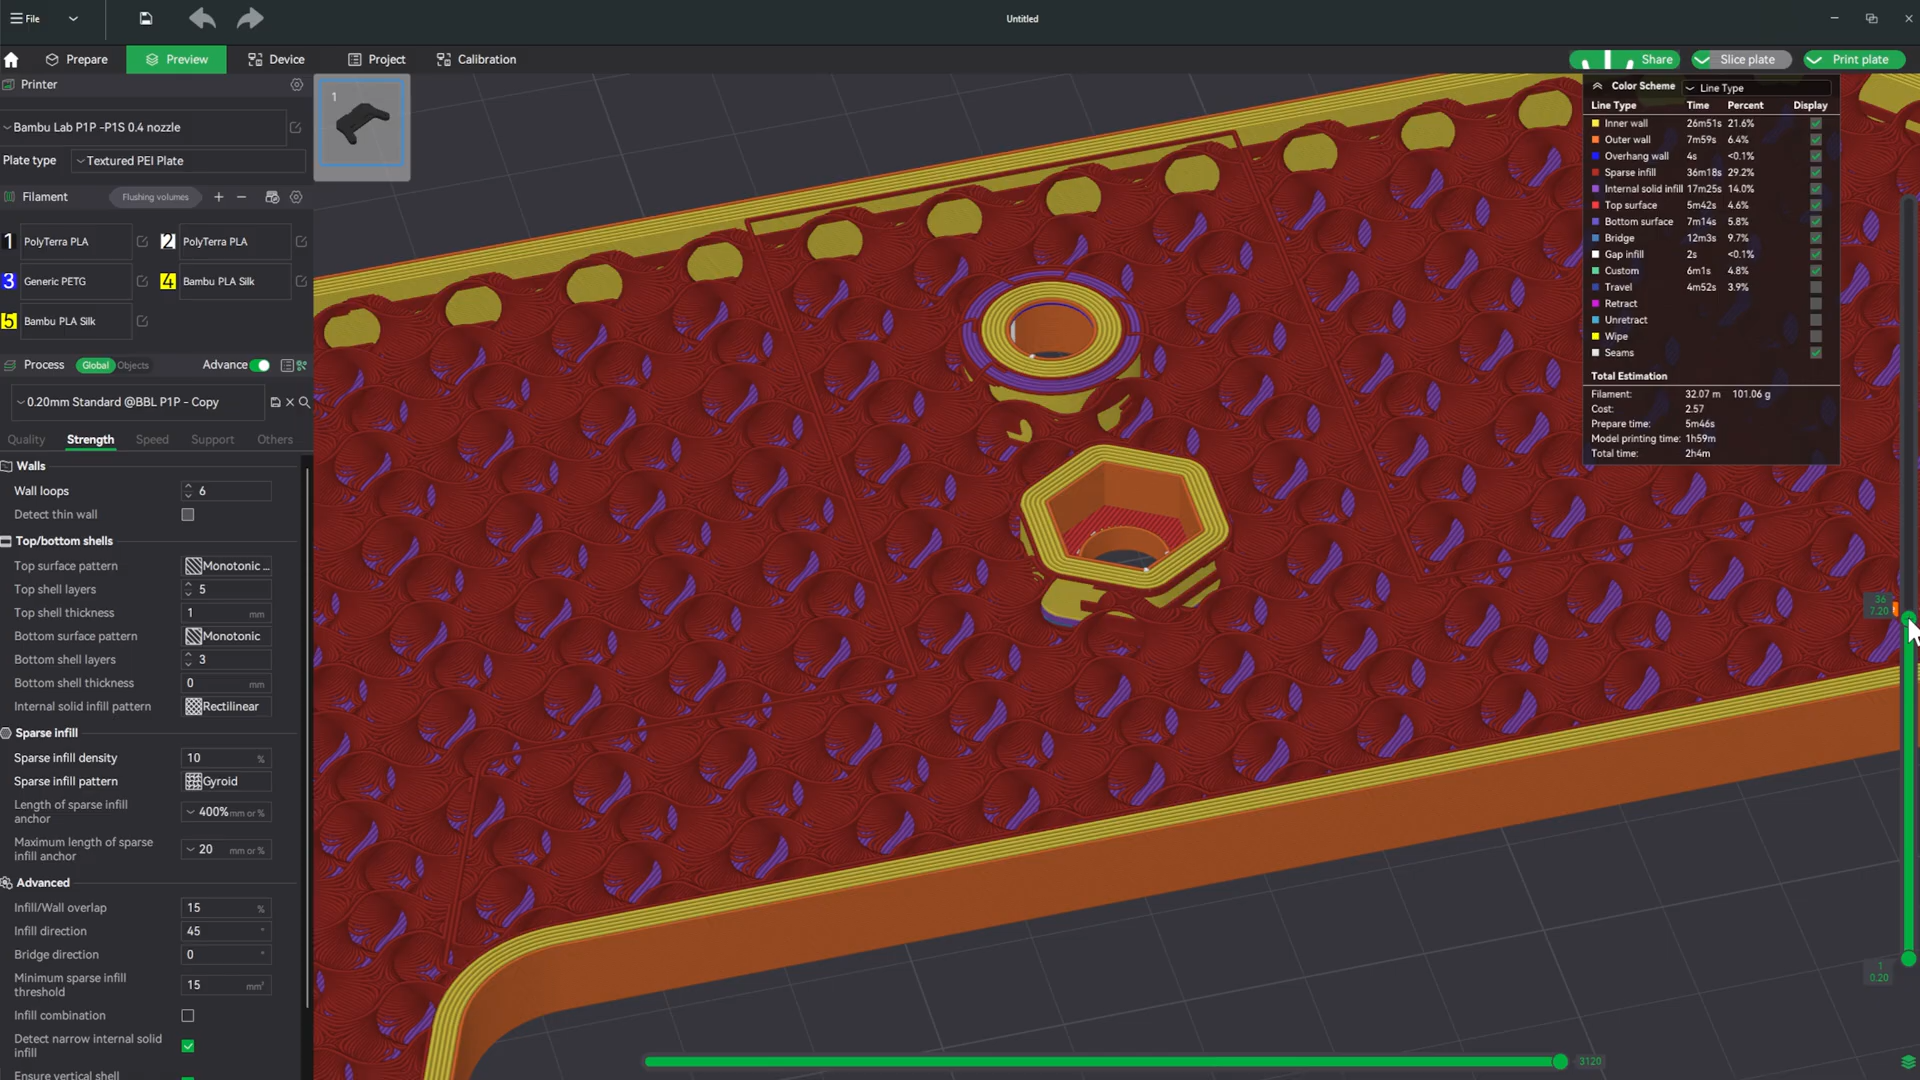 File
Untitled
Prepare
Preview
Device
Project
Calibration
Share
Slice plate
Print plate
Printer
Bambu Lab P1P -P1S 0.4 nozzle
Plate type
Textured PEI Plate
Filament
Flushing volumes
1 PolyTerra PLA
2 PolyTerra PLA
3 Generic PETG
4 Bambu PLA Silk
5 Bambu PLA Silk
Process
Global
Objects
Advance
0.20mm Standard @BBL P1P - Copy
Quality
Strength
Speed
Support
Others
Walls
Wall loops 6
Detect thin wall
Top/bottom shells
Top surface pattern Monotonic ...
Top shell layers 5
Top shell thickness 1 mm
Bottom surface pattern Monotonic
Bottom shell layers 3
Bottom shell thickness 0 mm
Internal solid infill pattern Rectilinear
Sparse infill
Sparse infill density 10 %
Sparse infill pattern Gyroid
Length of sparse infill
anchor 400% mm or %
Maximum length of sparse
infill anchor 20 mm or %
Advanced
Infill/Wall overlap 15 %
Infill direction 45 °
Bridge direction 0 °
Minimum sparse infill
threshold 15 mm²
Infill combination
Detect narrow internal solid
infill
Ensure vertical shell
1
Color Scheme Line Type
Line Type Time Percent Display
Inner wall 26m51s 21.6%
Outer wall 7m59s 6.4%
Overhang wall 4s <0.1%
Sparse infill 36m18s 29.2%
Internal solid infill 17m25s 14.0%
Top surface 5m42s 4.6%
Bottom surface 7m14s 5.8%
Bridge 12m3s 9.7%
Gap infill 2s <0.1%
Custom 6m1s 4.8%
Travel 4m52s 3.9%
Retract
Unretract
Wipe
Seams
Total Estimation
Filament: 32.07 m 101.06 g
Cost: 2.57
Prepare time: 5m46s
Model printing time: 1h59m
Total time: 2h4m
36
7.20
1
0.20
3120